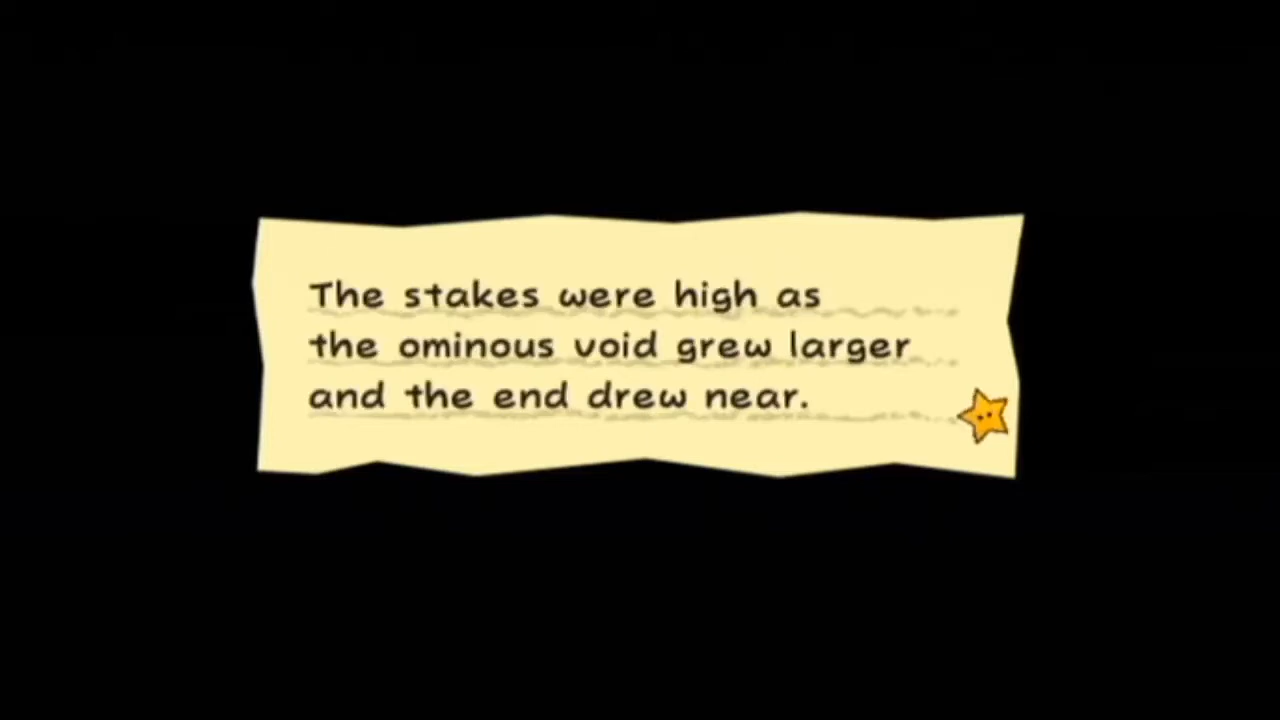 The stakes were high as
the ominous void grew larger
and the end drew near.